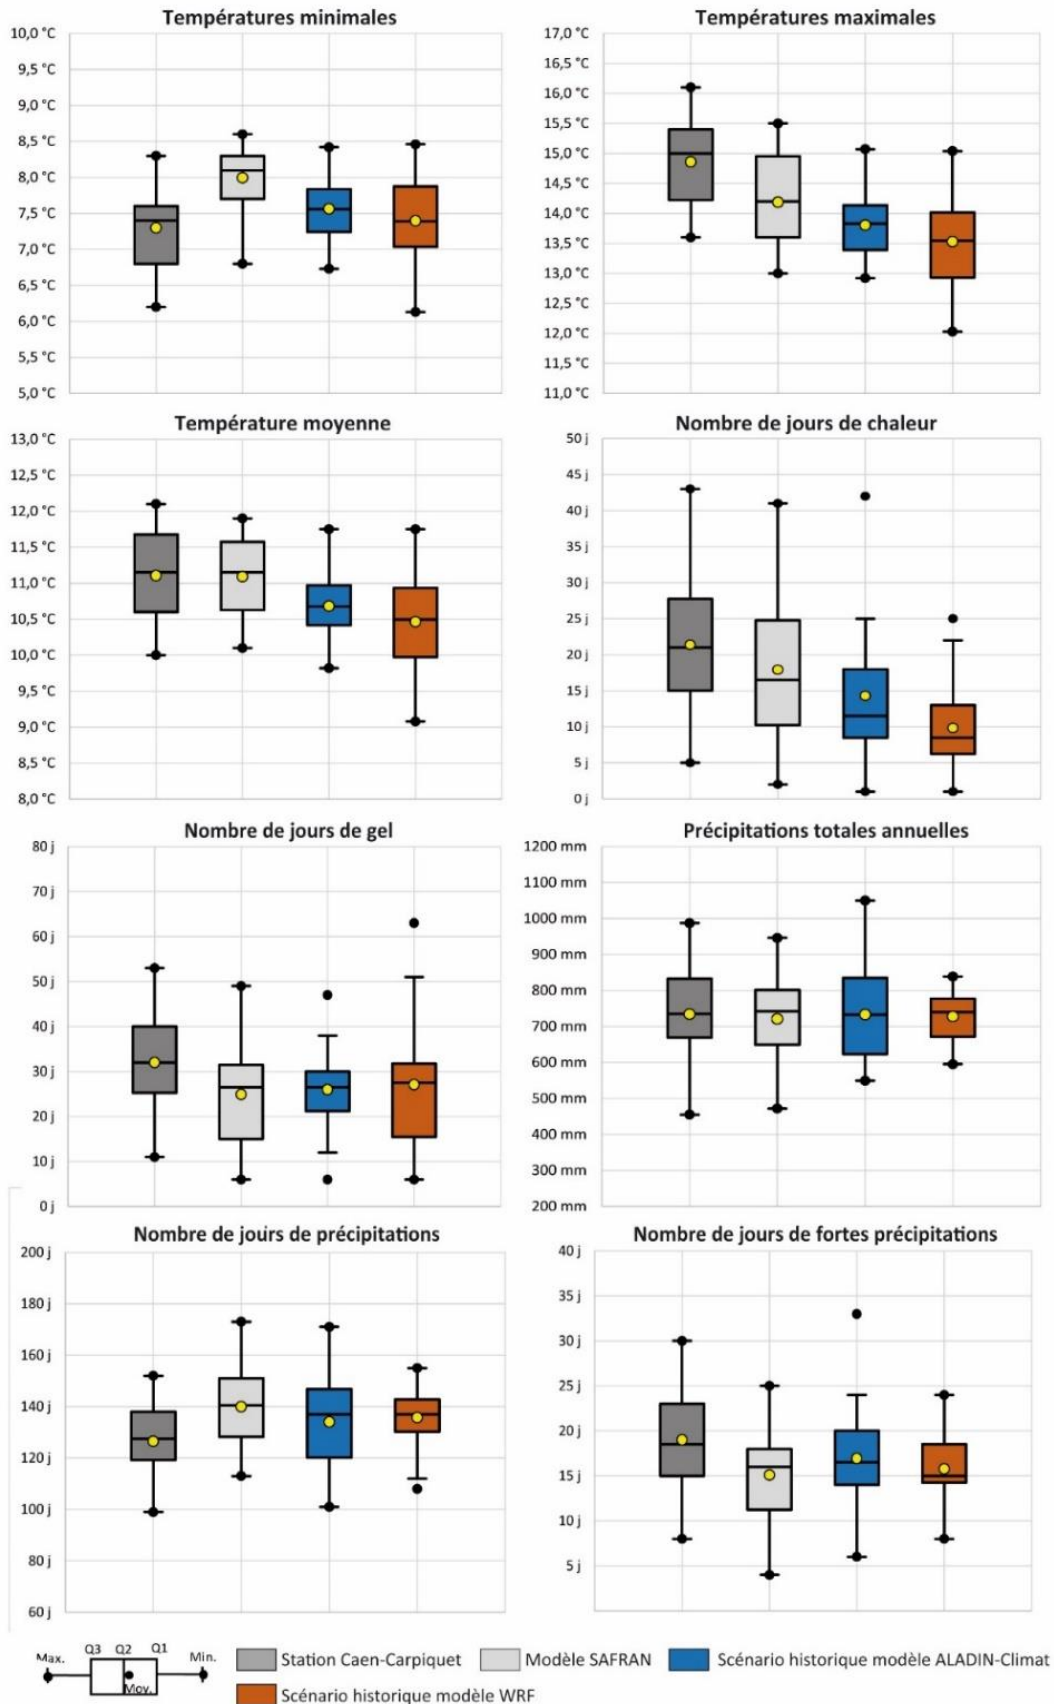 Températures minimales
10,0 °C
9,5 °C
9,0 °C
8,5 °C
8,0 °C
7,5 °C
7,0 °C
6,5 °C
6,0 °C
5,5 °C
5,0 °C
Températures maximales
17,0 °C
16,5 °C
16,0 °C
15,5 °C
15,0 °C
14,5 °C
14,0 °C
13,5 °C
13,0 °C
12,5 °C
12,0 °C
11,5 °C
11,0 °C
Température moyenne
13,0 °C
12,5 °C
12,0 °C
11,5 °C
11,0 °C
10,5 °C
10,0 °C
9,5 °C
9,0 °C
8,5 °C
8,0 °C
Nombre de jours de chaleur
50 j
45 j
40 j
35 j
30 j
25 j
20 j
15 j
10 j
5 j
0 j
Nombre de jours de gel
80 j
70 j
60 j
50 j
40 j
30 j
20 j
10 j
0 j
Précipitations totales annuelles
1200 mm
1100 mm
1000 mm
900 mm
800 mm
700 mm
600 mm
500 mm
400 mm
300 mm
200 mm
Nombre de jours de précipitations
200 j
180 j
160 j
140 j
120 j
100 j
80 j
60 j
Nombre de jours de fortes précipitations
40 j
35 j
30 j
25 j
20 j
15 j
10 j
5 j
Max. Q3 Q2 Q1 Min.
Moy.
Station Caen-Carpiquet Modèle SAFRAN Scénario historique modèle ALADIN-Climat
Scénario historique modèle WRF